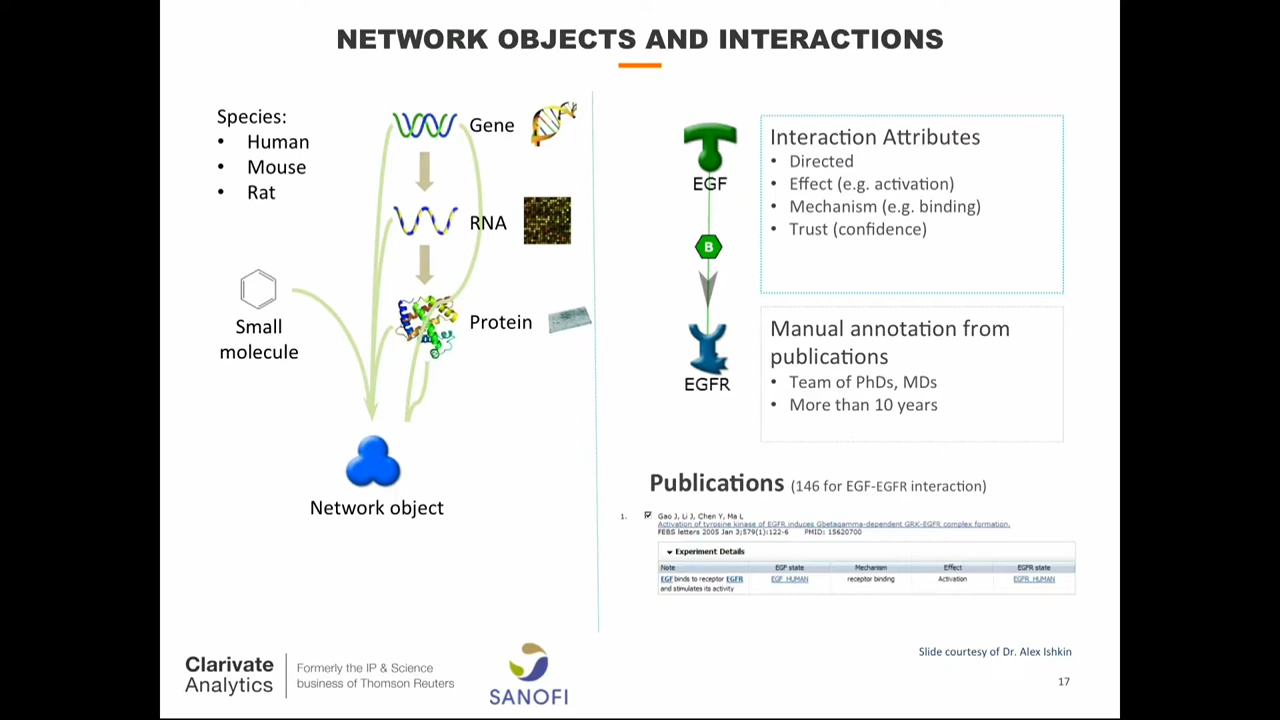 NETWORK OBJECTS AND INTERACTIONS
Species:
• Human
• Mouse
• Rat
Gene
RNA
Protein
Small
molecule
Network object
EGF
B
EGFR
Interaction Attributes
• Directed
• Effect (e.g. activation)
• Mechanism (e.g. binding)
• Trust (confidence)
Manual annotation from
publications
• Team of PhDs, MDs
• More than 10 years
Publications (146 for EGF-EGFR interaction)
1. Gao J, Li J, Chen Y, Ma L
Activation of tyrosine kinase of EGFR induces Gbetagamma-dependent GRK-EGFR complex formation.
FEBS letters 2005 Jan 3;579(1):122-6 PMID: 15620700
Experiment Details
Note EGF state Mechanism Effect EGFR state
EGF binds to receptor EGFR EGF_HUMAN receptor binding Activation EGFR_HUMAN
and stimulates its activity
Slide courtesy of Dr. Alex Ishkin
Clarivate
Analytics
Formerly the IP & Science
business of Thomson Reuters
SANOFI
17